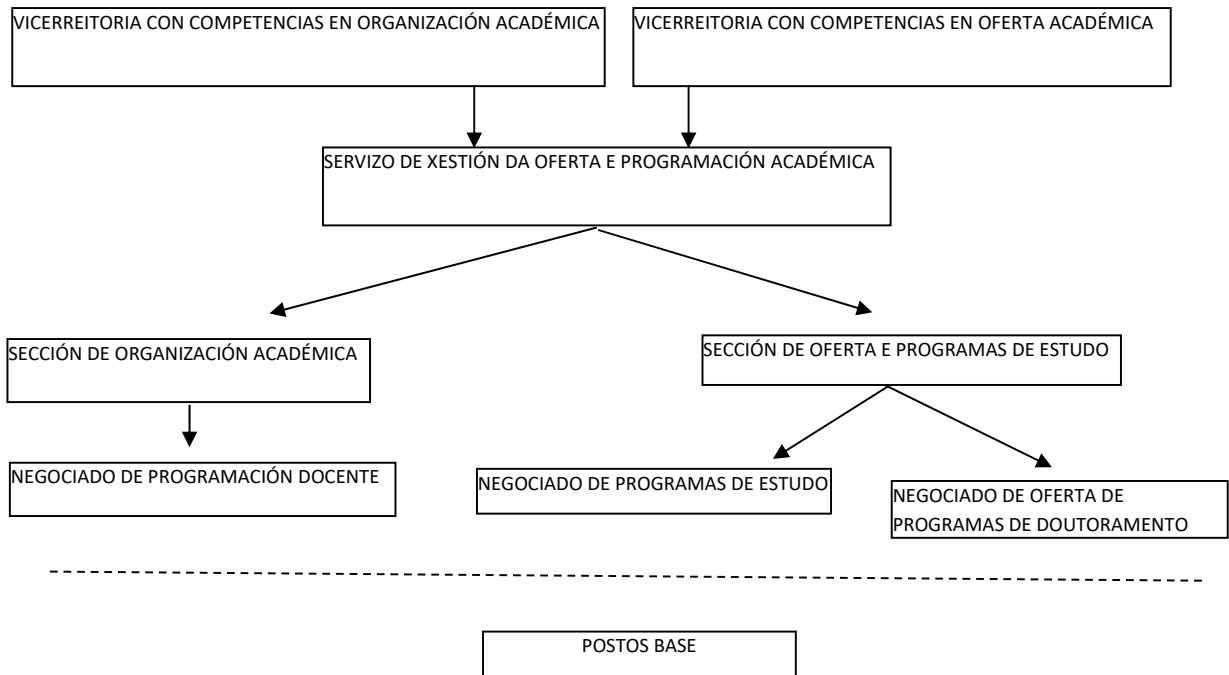 VICERREITORIA CON COMPETENCIAS EN ORGANIZACIÓN ACADÉMICA
VICERREITORIA CON COMPETENCIAS EN OFERTA ACADÉMICA
SERVIZO DE XESTIÓN DA OFERTA E PROGRAMACIÓN ACADÉMICA
SECCIÓN DE ORGANIZACIÓN ACADÉMICA
SECCIÓN DE OFERTA E PROGRAMAS DE ESTUDO
NEGOCIADO DE PROGRAMACIÓN DOCENTE
NEGOCIADO DE PROGRAMAS DE ESTUDO
NEGOCIADO DE OFERTA DE
PROGRAMAS DE DOUTORAMENTO
POSTOS BASE